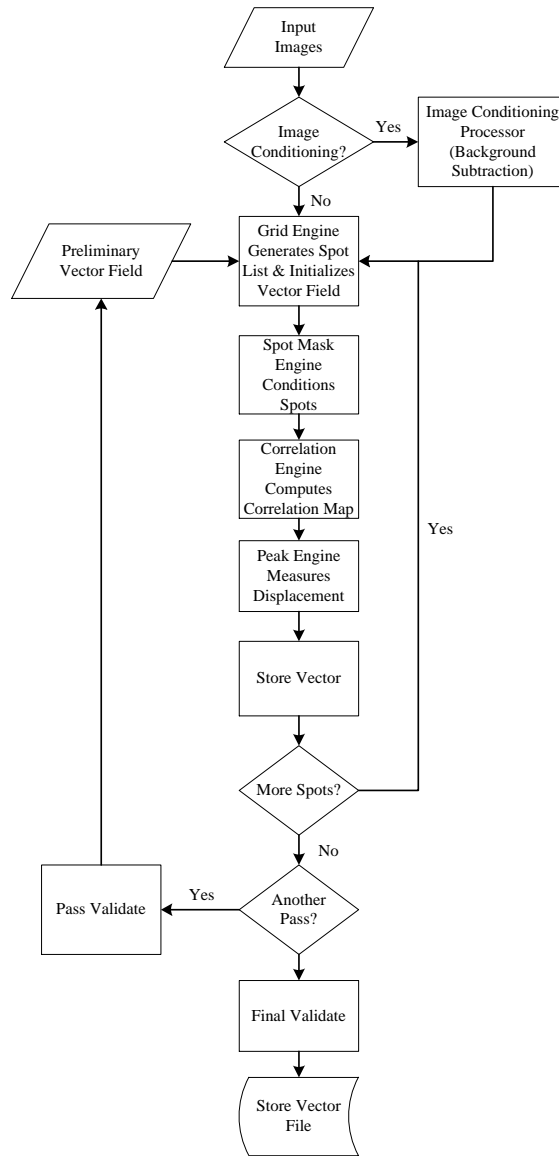 Input
Images
Image
Conditioning?
Yes
Image Conditioning
Processor
(Background
Subtraction)
No
Preliminary
Vector Field
Grid Engine
Generates Spot
List & Initializes
Vector Field
Spot Mask
Engine
Conditions
Spots
Correlation
Engine
Computes
Correlation Map
Yes
Peak Engine
Measures
Displacement
Store Vector
More Spots?
No
Pass Validate
Yes
Another
Pass?
Final Validate
Store Vector
File